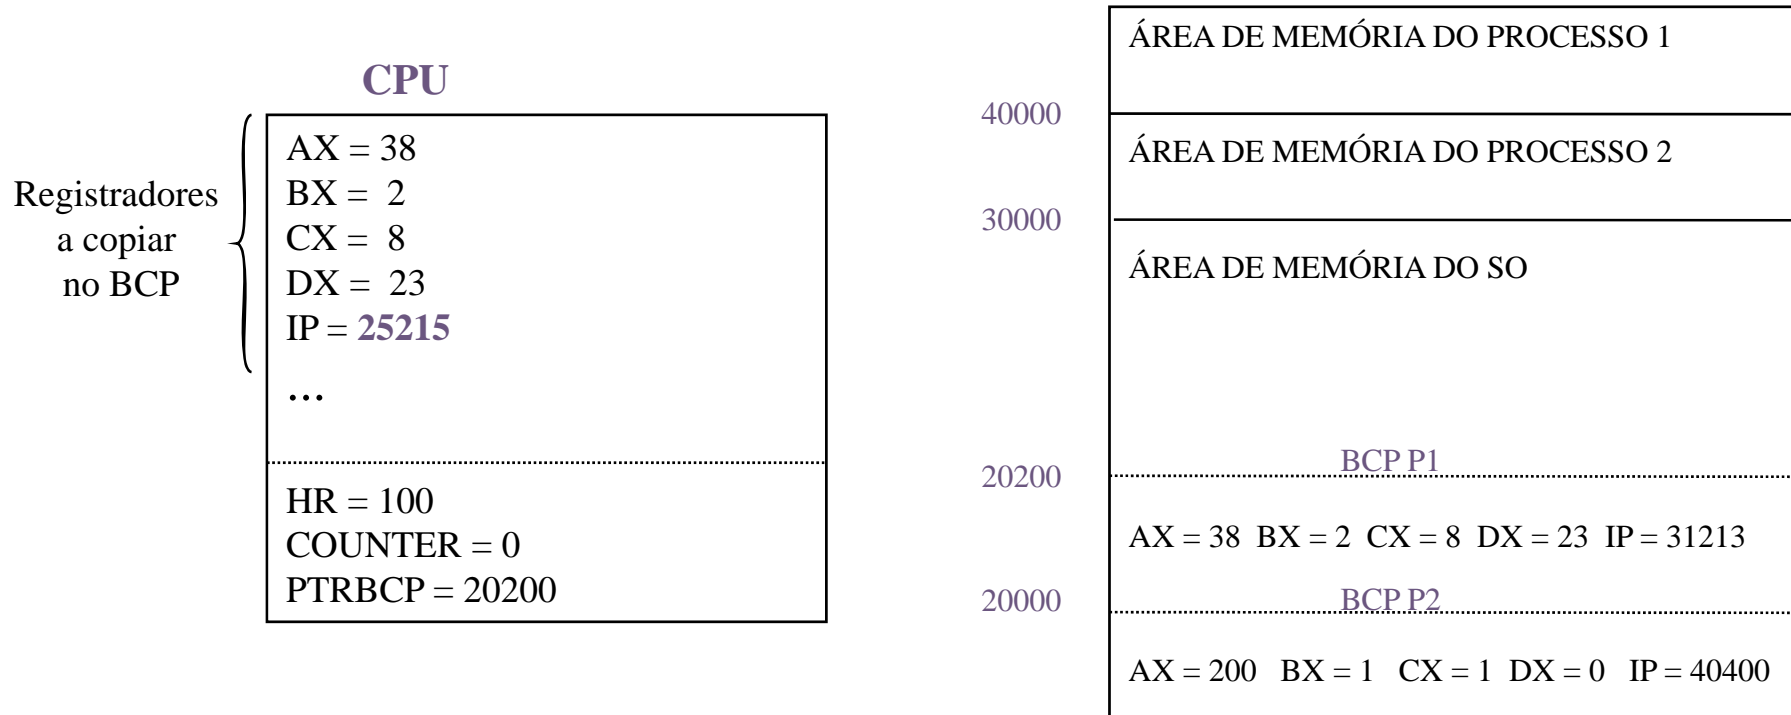 CPU
Registradores
a copiar
no BCP
AX = 38
BX = 2
CX = 8
DX = 23
IP = 25215
...
HR = 100
COUNTER = 0
PTRBCP = 20200
ÁREA DE MEMÓRIA DO PROCESSO 1
40000
ÁREA DE MEMÓRIA DO PROCESSO 2
30000
ÁREA DE MEMÓRIA DO SO
BCP P1
20200
AX = 38 BX = 2 CX = 8 DX = 23 IP = 31213
BCP P2
20000
AX = 200 BX = 1 CX = 1 DX = 0 IP = 40400